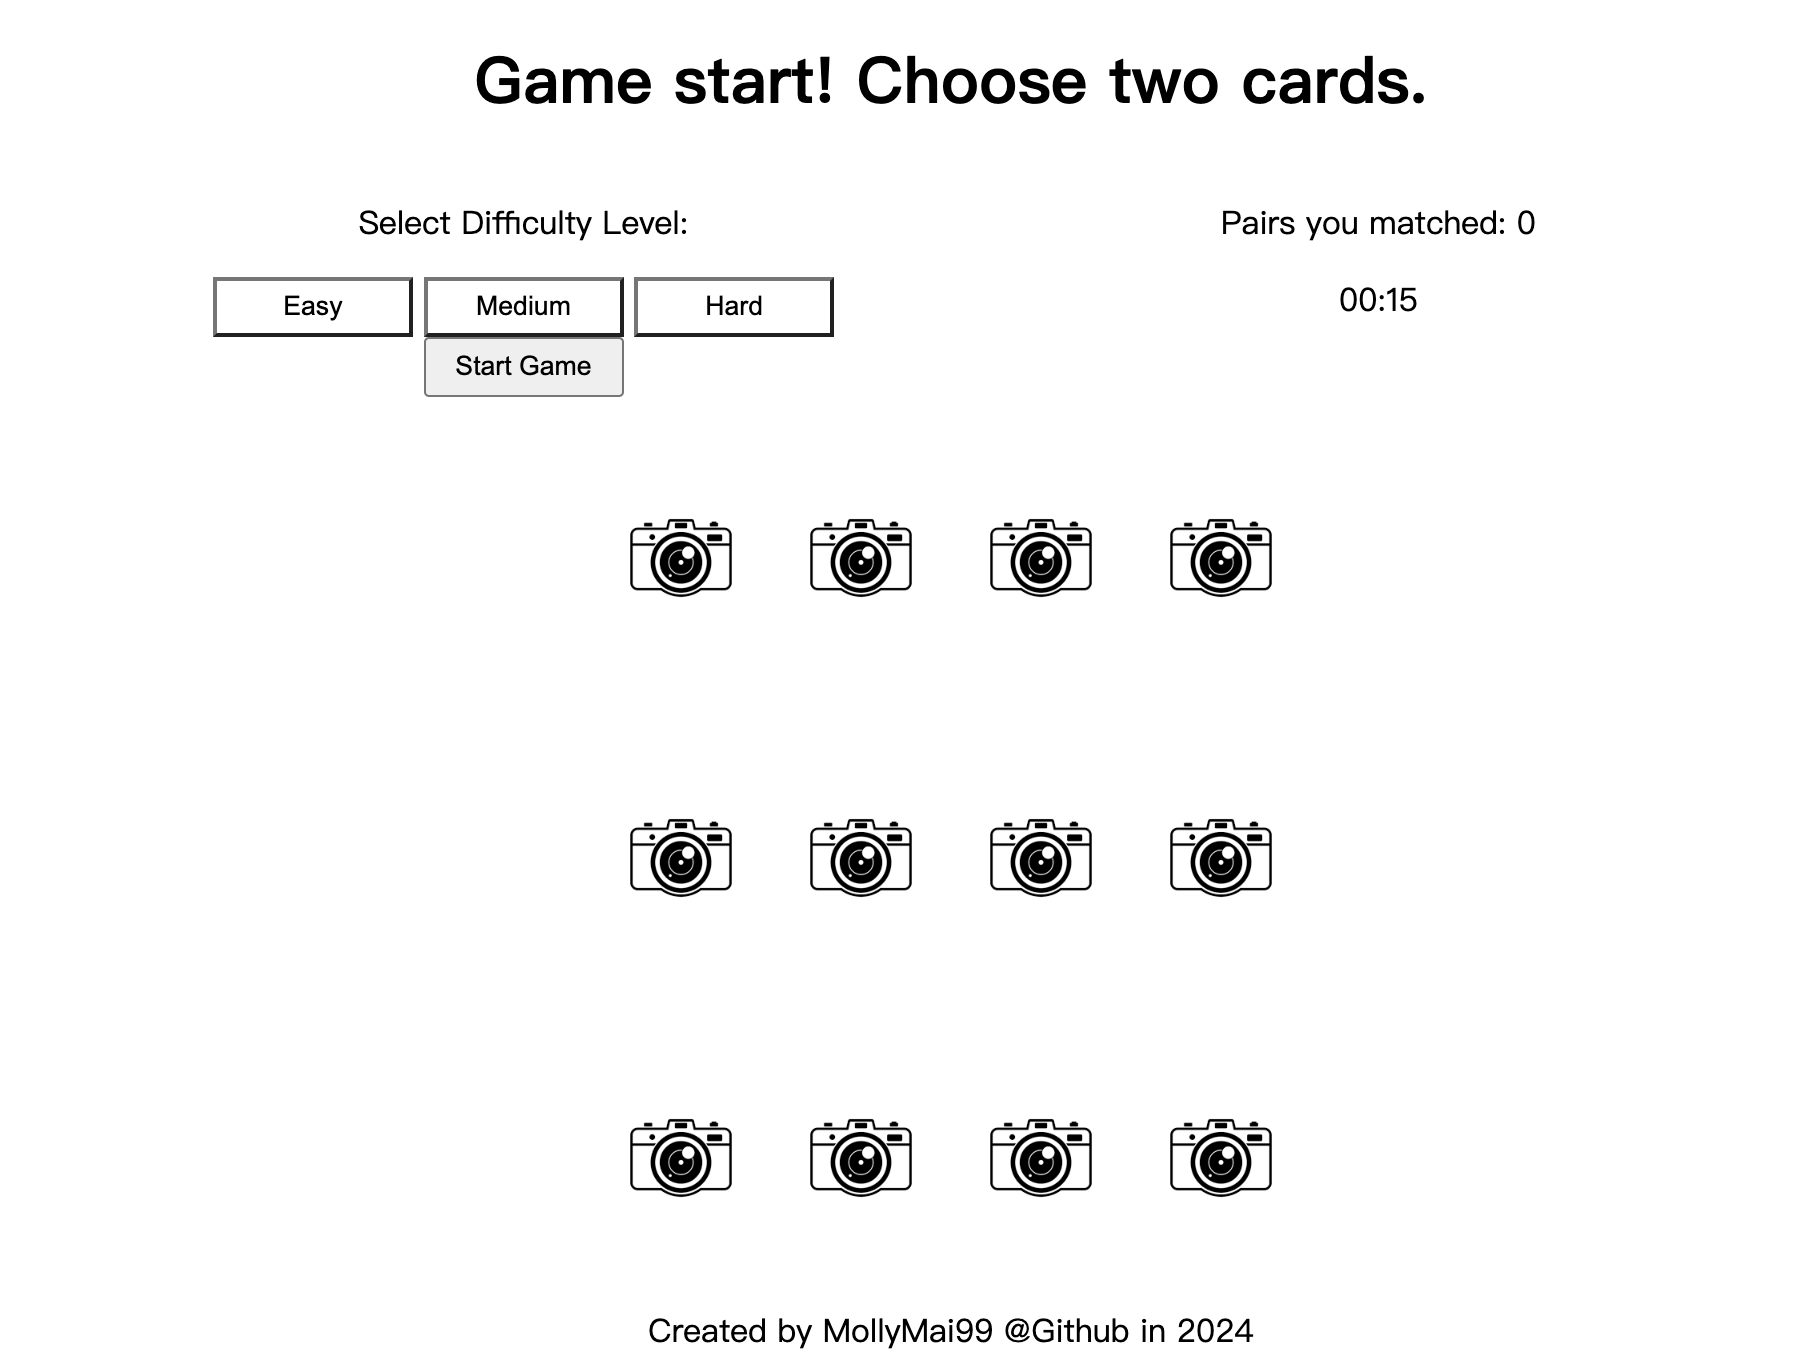 Game start! Choose two cards.
Select Difficulty Level:
Pairs you matched: 0
Easy
Medium
Hard
00:15
Start Game
Created by MollyMai99 @Github in 2024